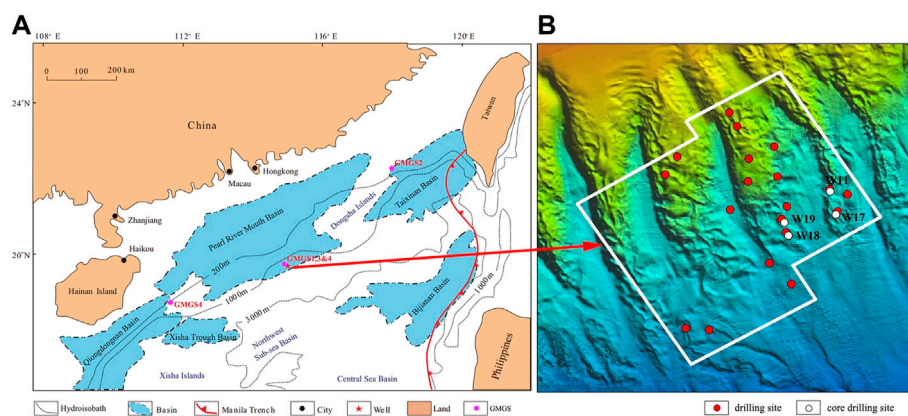 A
108° E
112° E
116° E
120° E
0 100 200 km
24°N
20°N
China
Taiwan
Hongkong
Macau
Zhanjiang
Haikou
Hainan Island
GMGS2
Dongsha Islands
Taixinan Basin
Pearl River Mouth Basin
200m
GMGS1,3&4
1000m
3000m
1000m
GMGS4
Qiongdongnan Basin
Xisha Trough Basin
Northwest
Sub-sea Basin
Bijianan Basin
Xisha Islands
Central Sea Basin
Philippines
Hydroisobath
Basin
Manila Trench
City
Well
Land
GMGS
B
W11
W17
W19
W18
drilling site
core drilling site